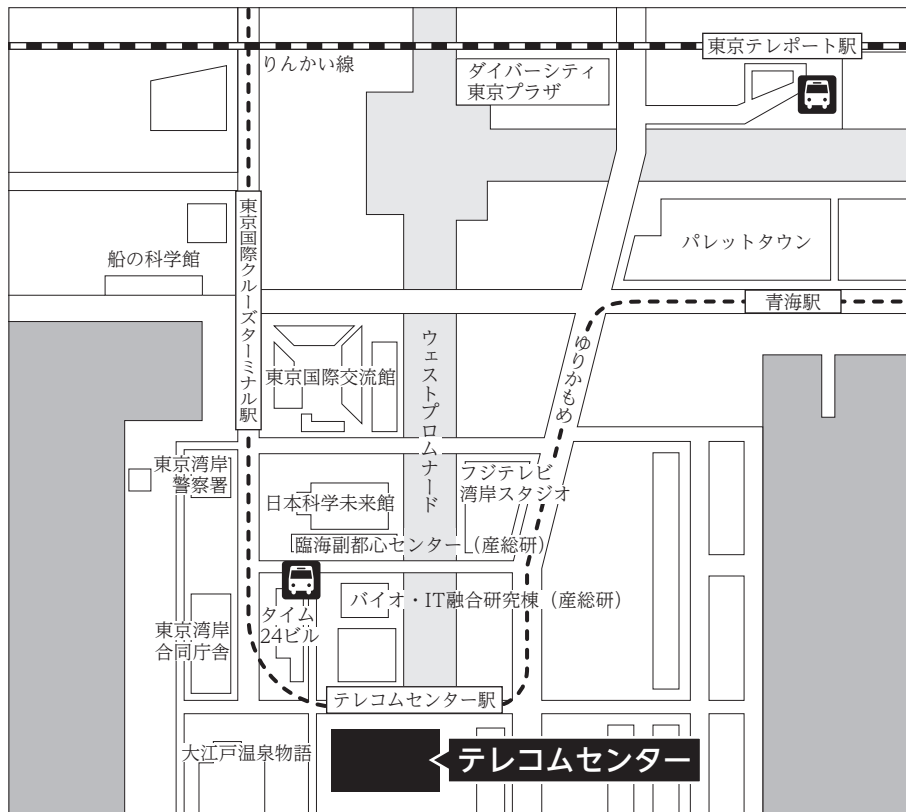 東京テレポート駅
りんかい線
ダイバーシティ
東京プラザ
東京国際クルーズターミナル駅
パレットタウン
船の科学館
青海駅
ゆりかもめ
ウェストプロムナード
東京国際交流館
東京湾岸
警察署
フジテレビ
湾岸スタジオ
日本科学未来館
臨海副都心センター（産総研）
バイオ・IT融合研究棟（産総研）
タイム
24ビル
東京湾岸
合同庁舎
テレコムセンター駅
大江戸温泉物語
テレコムセンター